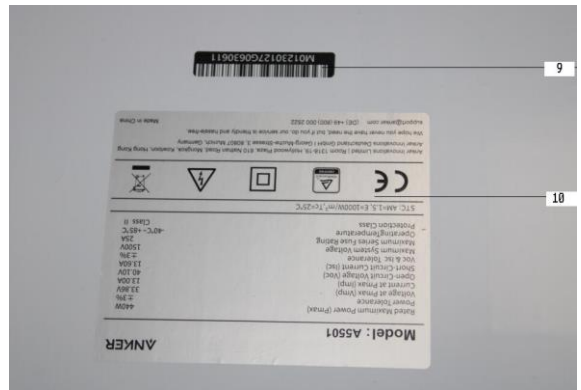 Model: A5501 ANKER
Rated Maximum Power (Pmax) 440W
Power Tolerance ±3%
Voltage at Pmax (Vmp) 33.86V
Current at Pmax (Imp) 13.00A
Open-Circuit Voltage (Voc) 40.10V
Short-Circuit Current (Isc) 13.60A
Voc & Isc Tolerance ±3%
Maximum System Voltage 1500V
Maximum Series Fuse Rating 25A
OperatingTemperature -40℃~+85℃
Protection Class Class II
STC: AM=1.5, E=1000W/m², Tc=25℃
CE
Anker Innovations Limited | Room 1318-19, Hollywood Plaza, 610 Nathan Road, Mongkok, Kowloon, Hong Kong
Anker Innovations Deutschland GmbH | Georg-Muche-Strasse 3, 80807 Munich, Germany
We hope you never have the need, but if you do, our service is friendly and hassle-free.
support@anker.com (DE) +49 (800) 000 2522 Made in China
M01230127G0630611
9
10